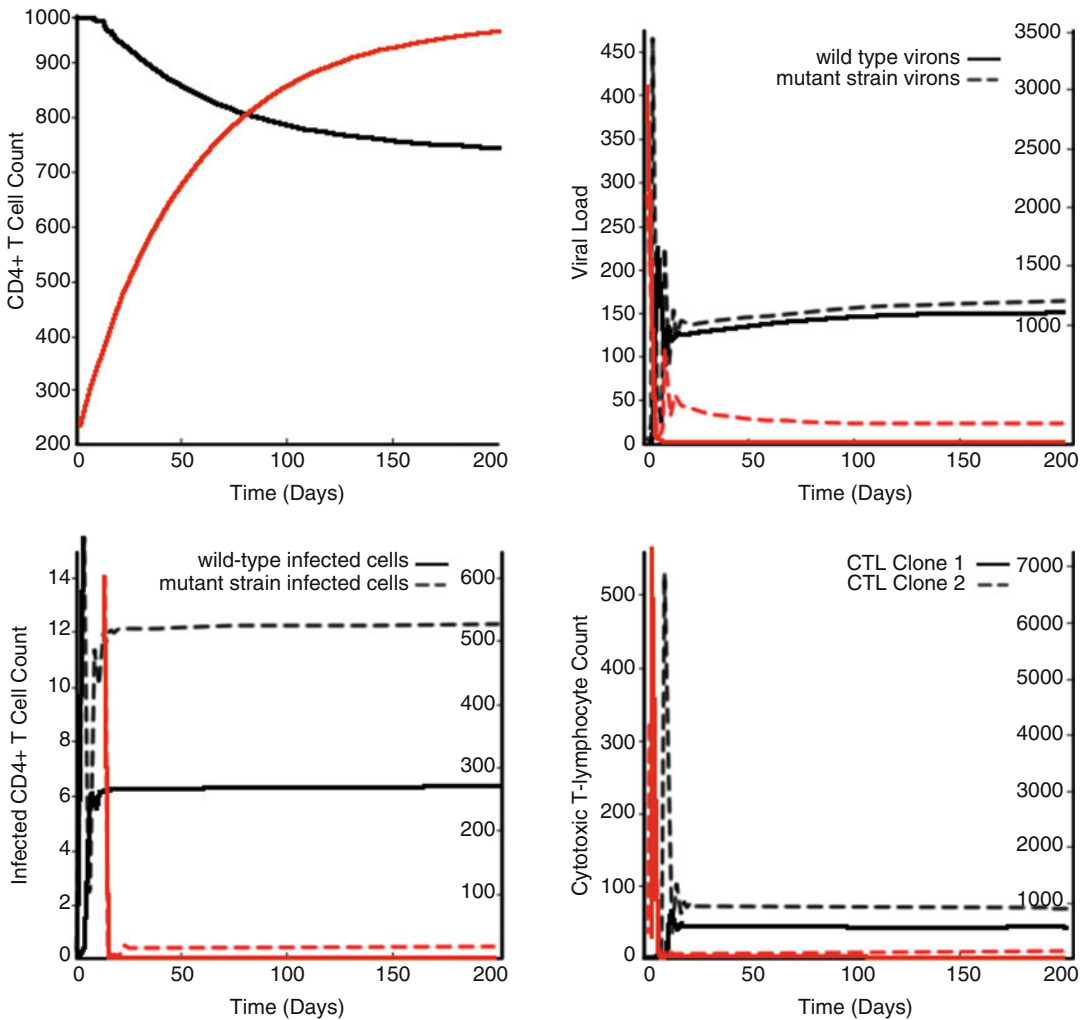 1000
900
800
700
600
500
400
300
200
0 50 100 150 200
CD4+ T Cell Count
Time (Days)
wild type virons
mutant strain virons
450
400
350
300
250
200
150
100
50
0
3500
3000
2500
2000
1500
1000
0 50 100 150 200
Viral Load
Time (Days)
wild-type infected cells
mutant strain infected cells
14
12
10
8
6
4
2
0
600
500
400
300
200
100
0 50 100 150 200
Infected CD4+ T Cell Count
Time (Days)
CTL Clone 1
CTL Clone 2
500
400
300
200
100
0
7000
6000
5000
4000
3000
2000
1000
0 50 100 150 200
Cytotoxic T-lymphocyte Count
Time (Days)